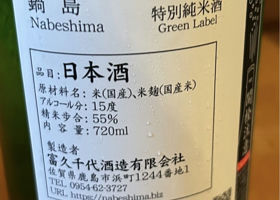 鍋島
Nabeshima
特別純米酒
Green Label
品目:日本酒
原材料名:米(国産)、米麹(国産米)
アルコール分:15度
精米歩合:55%
内 容 量:720ml
製造者
富久千代酒造有限会社
佐賀県鹿島市浜町1244番地1
TEL 0954-62-3727
URL https://nabeshima.biz